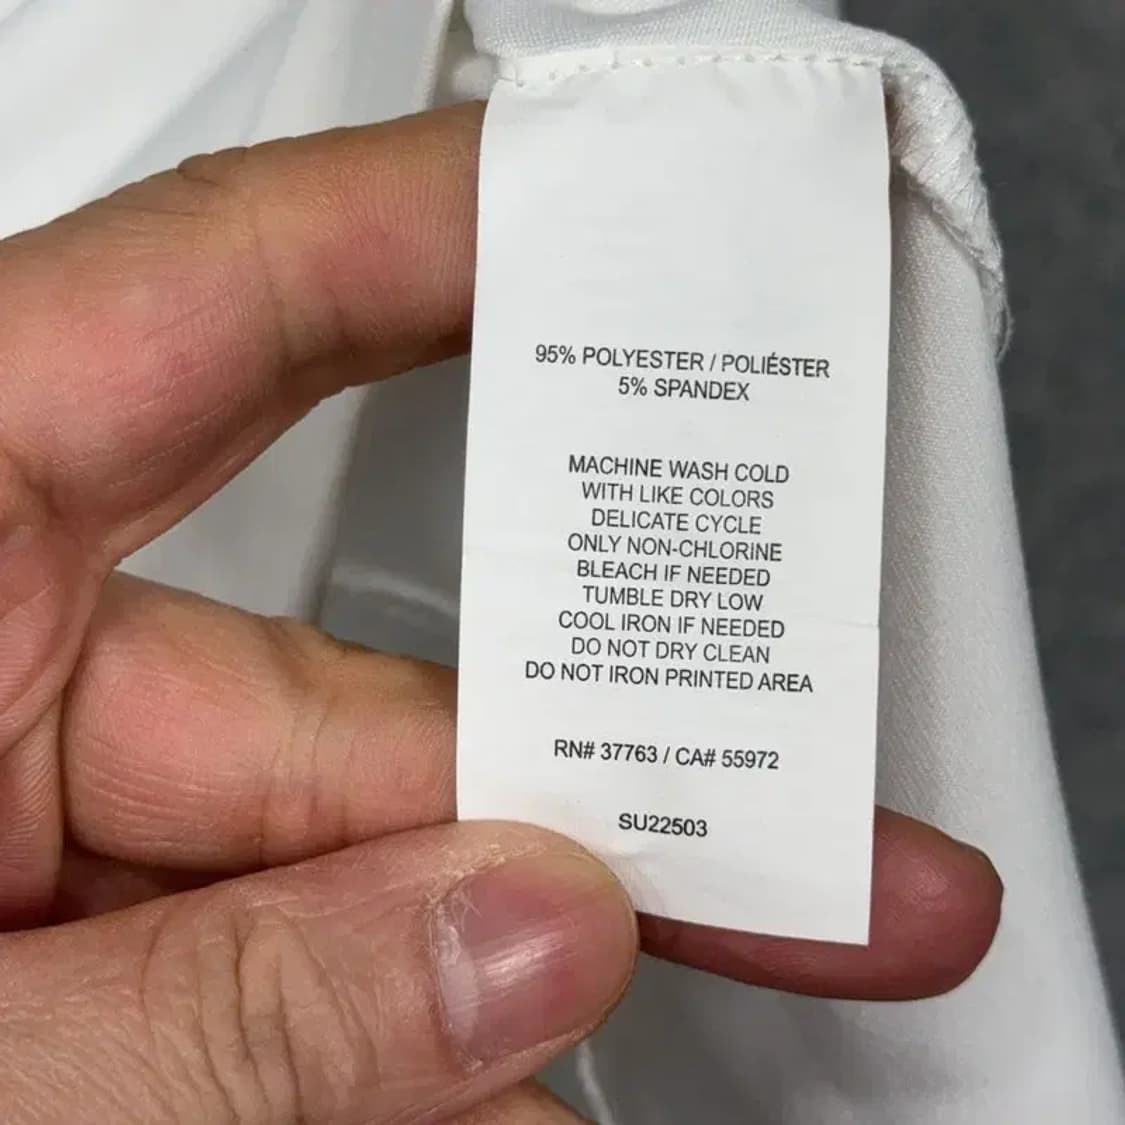 95% POLYESTER / POLIÉSTER
5% SPANDEX
MACHINE WASH COLD
WITH LIKE COLORS
DELICATE CYCLE
ONLY NON-CHLORINE
BLEACH IF NEEDED
TUMBLE DRY LOW
COOL IRON IF NEEDED
DO NOT DRY CLEAN
DO NOT IRON PRINTED AREA
RN# 37763 / CA# 55972
SU22503